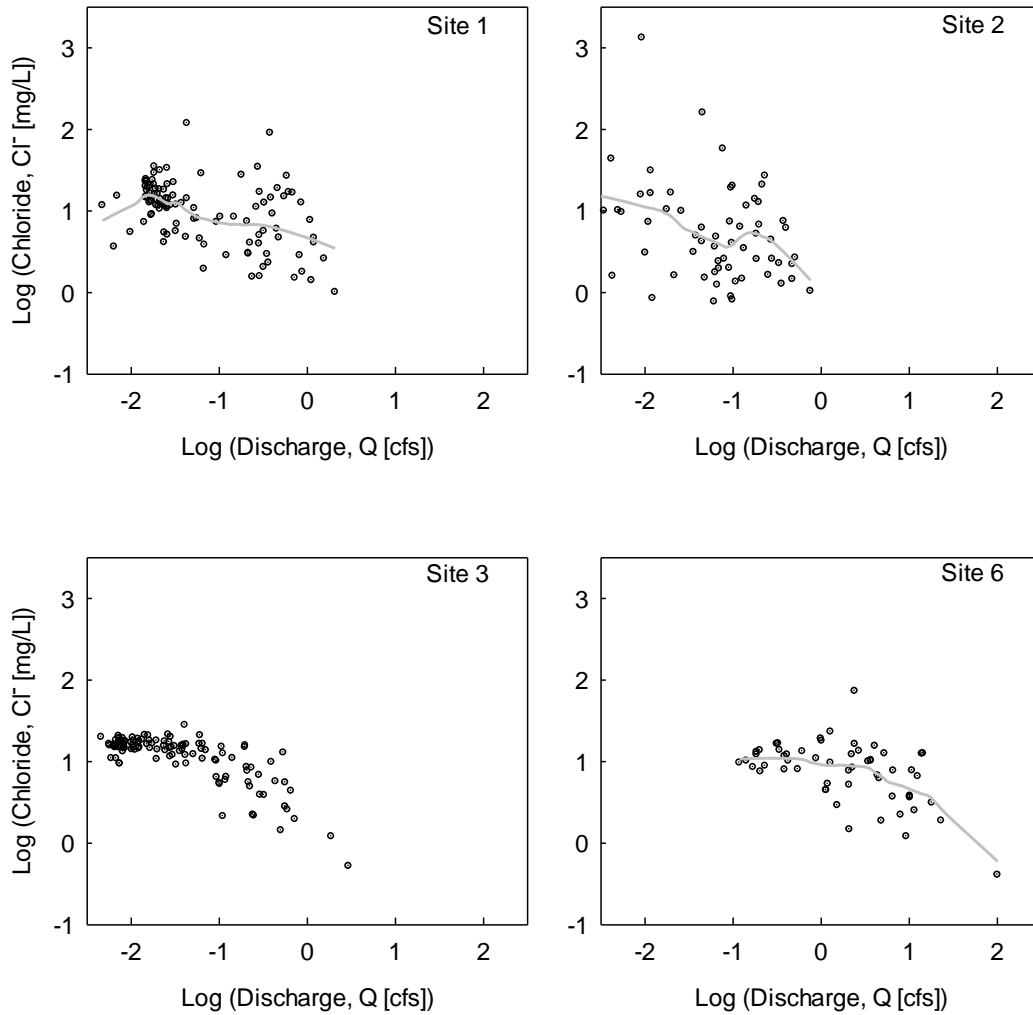 Site 1
3
2
1
0
-1
Log (Chloride, Cl⁻ [mg/L])
-2 -1 0 1 2
Log (Discharge, Q [cfs])
Site 2
3
2
1
0
-1
-2 -1 0 1 2
Log (Discharge, Q [cfs])
Site 3
3
2
1
0
-1
Log (Chloride, Cl⁻ [mg/L])
-2 -1 0 1 2
Log (Discharge, Q [cfs])
Site 6
3
2
1
0
-1
-2 -1 0 1 2
Log (Discharge, Q [cfs])